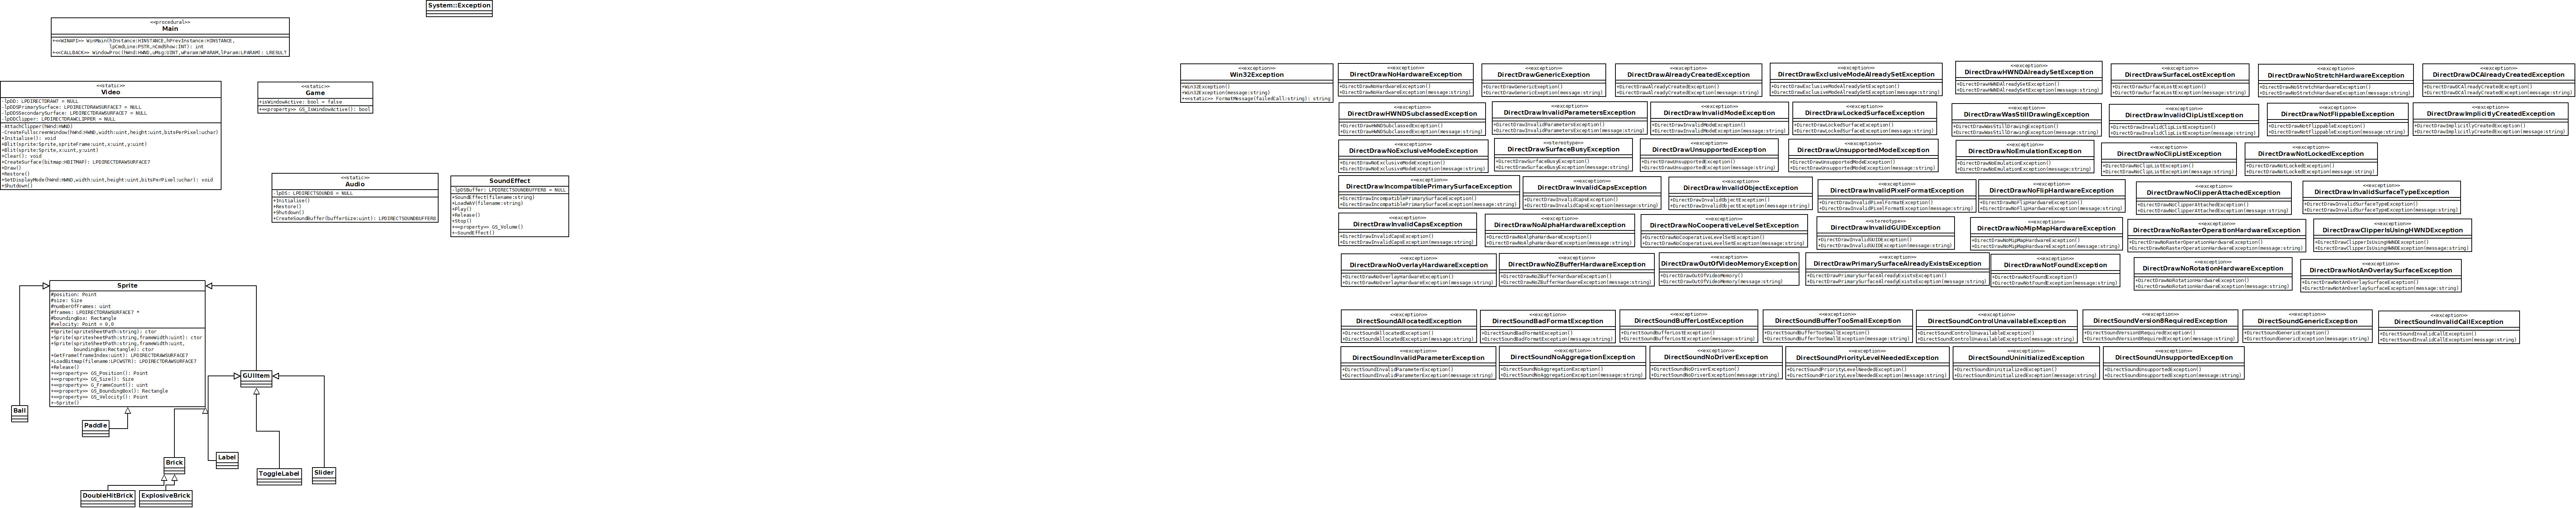 System::Exception
<<procedural>>
Main
+<<WINAPI>> WinMain(hInstance:HINSTANCE,hPrevInstance:HINSTANCE,
lpCmdLine:PSTR,nCmdShow:INT): int
+<<CALLBACK>> WindowProc(hWnd:HWND,uMsg:UINT,wParam:WPARAM,lParam:LPARAM): LRESULT
<<static>>
Video
-lpDD: LPDIRECTDRAW7 = NULL
-lpDDSPrimarySurface: LPDIRECTDRAWSURFACE7 = NULL
-lpDDSSecondarySurface: LPDIRECTDRAWSURFACE7 = NULL
-lpDDClipper: LPDIRECTDRAWCLIPPER = NULL
-AttachClipper(hWnd:HWND)
-CreateFullscreenWindow(hWnd:HWND,width:uint,height:uint,bitsPerPixel:uchar)
+Initialise(): void
+Blit(sprite:Sprite,spriteFrame:uint,x:uint,y:uint)
+Blit(sprite:Sprite,x:uint,y:uint)
+Clear(): void
+CreateSurface(bitmap:HBITMAP): LPDIRECTDRAWSURFACE7
+Draw()
+Restore()
+SetDisplayMode(hWnd:HWND,width:uint,height:uint,bitsPerPixel:uchar): void
+Shutdown()
<<static>>
Game
+isWindowActive: bool = false
+<<property>> GS_isWindowActive(): bool
<<static>>
Audio
-lpDS: LPDIRECTSOUND8 = NULL
+Initialise()
+Restore()
+Shutdown()
+CreateSoundBuffer(bufferSize:uint): LPDIRECTSOUNDBUFFER8
SoundEffect
-lpDSBuffer: LPDIRECTSOUNDBUFFER8 = NULL
+SoundEffect(filename:string)
+LoadWAV(filename:string)
+Play()
+Release()
+Stop()
+<<property>> GS_Volume()
+~SoundEffect()
Sprite
#position: Point
#size: Size
#numberOfFrames: uint
#frames: LPDIRECTDRAWSURFACE7 *
#boundingBox: Rectangle
#velocity: Point = 0,0
+Sprite(spriteSheetPath:string): ctor
+Sprite(spriteSheetPath:string,frameWidth:uint): ctor
+Sprite(spriteSheetPath:string,frameWidth:uint,
boundingBox:Rectangle): ctor
+GetFrame(frameIndex:uint): LPDIRECTDRAWSURFACE7
+LoadBitmap(filename:LPCWSTR): LPDIRECTDRAWSURFACE7
+Release()
+<<property>> GS_Position(): Point
+<<property>> GS_Size(): Size
+<<property>> G_FrameCount(): uint
+<<property>> GS_BoundingBox(): Rectangle
+<<property>> GS_Velocity(): Point
+~Sprite()
GUIItem
Ball
Paddle
Brick
Label
ToggleLabel
Slider
DoubleHitBrick
ExplosiveBrick
<<exception>>
Win32Exception
+Win32Exception()
+Win32Exception(message:string)
+<<static>> FormatMessage(failedCall:string): string
<<exception>>
DirectDrawNoHardwareException
+DirectDrawNoHardwareException()
+DirectDrawNoHardwareException(message:string)
<<exception>>
DirectDrawGenericExeption
+DirectDrawGenericExeption()
+DirectDrawGenericExeption(message:string)
<<exception>>
DirectDrawAlreadyCreatedException
+DirectDrawAlreadyCreatedException()
+DirectDrawAlreadyCreatedException(message:string)
<<exception>>
DirectDrawExclusiveModeAlreadySetException
+DirectDrawExclusiveModeAlreadySetException()
+DirectDrawExclusiveModeAlreadySetException(message:string)
<<exception>>
DirectDrawHWNDAlreadySetException
+DirectDrawHWNDAlreadySetException()
+DirectDrawHWNDAlreadySetException(message:string)
<<exception>>
DirectDrawSurfaceLostException
+DirectDrawSurfaceLostException()
+DirectDrawSurfaceLostException(message:string)
<<exception>>
DirectDrawNoStretchHardwareException
+DirectDrawNoStretchHardwareException()
+DirectDrawNoStretchHardwareException(message:string)
<<exception>>
DirectDrawDCAlreadyCreatedException
+DirectDrawDCAlreadyCreatedException()
+DirectDrawDCAlreadyCreatedException(message:string)
<<exception>>
DirectDrawHWNDSubclassedException
+DirectDrawHWNDSubclassedException()
+DirectDrawHWNDSubclassedException(message:string)
<<exception>>
DirectDrawInvalidParametersException
+DirectDrawInvalidParametersException()
+DirectDrawInvalidParametersException(message:string)
<<exception>>
DirectDrawInvalidModeException
+DirectDrawInvalidModeException()
+DirectDrawInvalidModeException(message:string)
<<exception>>
DirectDrawLockedSurfaceException
+DirectDrawLockedSurfaceException()
+DirectDrawLockedSurfaceException(message:string)
<<exception>>
DirectDrawWasStillDrawingException
+DirectDrawWasStillDrawingException()
+DirectDrawWasStillDrawingException(message:string)
<<exception>>
DirectDrawInvalidClipListException
+DirectDrawInvalidClipListException()
+DirectDrawInvalidClipListException(message:string)
<<exception>>
DirectDrawNotFlippableException
+DirectDrawNotFlippableException()
+DirectDrawNotFlippableException(message:string)
<<exception>>
DirectDrawImplicitlyCreatedException
+DirectDrawImplicitlyCreatedException()
+DirectDrawImplicitlyCreatedException(message:string)
<<exception>>
DirectDrawNoExclusiveModeException
+DirectDrawNoExclusiveModeException()
+DirectDrawNoExclusiveModeException(message:string)
<<stereotype>>
DirectDrawSurfaceBusyException
+DirectDrawSurfaceBusyException()
+DirectDrawSurfaceBusyException(message:string)
<<exception>>
DirectDrawUnsupportedException
+DirectDrawUnsupportedException()
+DirectDrawUnsupportedException(message:string)
<<exception>>
DirectDrawUnsupportedModeException
+DirectDrawUnsupportedModeException()
+DirectDrawUnsupportedModeException(message:string)
<<exception>>
DirectDrawNoEmulationException
+DirectDrawNoEmulationException()
+DirectDrawNoEmulationException(message:string)
<<exception>>
DirectDrawNoClipListException
+DirectDrawNoClipListException()
+DirectDrawNoClipListException(message:string)
<<exception>>
DirectDrawNotLockedException
+DirectDrawNotLockedException()
+DirectDrawNotLockedException(message:string)
<<exception>>
DirectDrawIncompatiblePrimarySurfaceException
+DirectDrawIncompatiblePrimarySurfaceException()
+DirectDrawIncompatiblePrimarySurfaceException(message:string)
<<exception>>
DirectDrawInvalidCapsException
+DirectDrawInvalidCapsException()
+DirectDrawInvalidCapsException(message:string)
<<exception>>
DirectDrawInvalidObjectException
+DirectDrawInvalidObjectException()
+DirectDrawInvalidObjectException(message:string)
<<exception>>
DirectDrawInvalidPixelFormatException
+DirectDrawInvalidPixelFormatException()
+DirectDrawInvalidPixelFormatException(message:string)
<<exception>>
DirectDrawNoFlipHardwareException
+DirectDrawNoFlipHardwareException()
+DirectDrawNoFlipHardwareException(message:string)
<<exception>>
DirectDrawNoClipperAttachedException
+DirectDrawNoClipperAttachedException()
+DirectDrawNoClipperAttachedException(message:string)
<<exception>>
DirectDrawInvalidSurfaceTypeException
+DirectDrawInvalidSurfaceTypeException()
+DirectDrawInvalidSurfaceTypeException(message:string)
<<exception>>
DirectDrawInvalidCapsException
+DirectDrawInvalidCapsException()
+DirectDrawInvalidCapsException(message:string)
<<exception>>
DirectDrawNoAlphaHardwareException
+DirectDrawNoAlphaHardwareException()
+DirectDrawNoAlphaHardwareException(message:string)
<<exception>>
DirectDrawNoCooperativeLevelSetException
+DirectDrawNoCooperativeLevelSetException()
+DirectDrawNoCooperativeLevelSetException(message:string)
<<stereotype>>
DirectDrawInvalidGUIDException
+DirectDrawInvalidGUIDException()
+DirectDrawInvalidGUIDException(message:string)
<<exception>>
DirectDrawNoMipMapHardwareException
+DirectDrawNoMipMapHardwareException()
+DirectDrawNoMipMapHardwareException(message:string)
<<exception>>
DirectDrawNoRasterOperationHardwareException
+DirectDrawNoRasterOperationHardwareException()
+DirectDrawNoRasterOperationHardwareException(message:string)
<<exception>>
DirectDrawClipperIsUsingHWNDException
+DirectDrawClipperIsUsingHWNDException()
+DirectDrawClipperIsUsingHWNDException(message:string)
<<exception>>
DirectDrawNoOverlayHardwareException
+DirectDrawNoOverlayHardwareException()
+DirectDrawNoOverlayHardwareException(message:string)
<<exception>>
DirectDrawNoZBufferHardwareException
+DirectDrawNoZBufferHardwareException()
+DirectDrawNoZBufferHardwareException(message:string)
<<exception>>
DirectDrawOutOfVideoMemoryException
+DirectDrawOutOfVideoMemory()
+DirectDrawOutOfVideoMemory(message:string)
<<exception>>
DirectDrawPrimarySurfaceAlreadyExistsException
+DirectDrawPrimarySurfaceAlreadyExistsException()
+DirectDrawPrimarySurfaceAlreadyExistsException(message:string)
<<exception>>
DirectDrawNotFoundException
+DirectDrawNotFoundException()
+DirectDrawNotFoundException(message:string)
<<exception>>
DirectDrawNoRotationHardwareException
+DirectDrawNoRotationHardwareException()
+DirectDrawNoRotationHardwareException(message:string)
<<exception>>
DirectDrawNotAnOverlaySurfaceException
+DirectDrawNotAnOverlaySurfaceException()
+DirectDrawNotAnOverlaySurfaceException(message:string)
<<exception>>
DirectSoundAllocatedException
+DirectSoundAllocatedException()
+DirectSoundAllocatedException(message:string)
<<exception>>
DirectSoundBadFormatException
+DirectSoundBadFormatException()
+DirectSoundBadFormatException(message:string)
<<exception>>
DirectSoundBufferLostException
+DirectSoundBufferLostException()
+DirectSoundBufferLostException(message:string)
<<exception>>
DirectSoundBufferTooSmallException
+DirectSoundBufferTooSmallException()
+DirectSoundBufferTooSmallException(message:string)
<<exception>>
DirectSoundControlUnavailableException
+DirectSoundControlUnavailableException()
+DirectSoundControlUnavailableException(message:string)
<<exception>>
DirectSoundVersion8RequiredException
+DirectSoundVersion8RequiredException()
+DirectSoundVersion8RequiredException(message:string)
<<exception>>
DirectSoundGenericException
+DirectSoundGenericException()
+DirectSoundGenericException(message:string)
<<exception>>
DirectSoundInvalidCallException
+DirectSoundInvalidCallException()
+DirectSoundInvalidCallException(message:string)
<<exception>>
DirectSoundInvalidParameterException
+DirectSoundInvalidParameterException()
+DirectSoundInvalidParameterException(message:string)
<<exception>>
DirectSoundNoAggregationException
+DirectSoundNoAggregationException()
+DirectSoundNoAggregationException(message:string)
<<exception>>
DirectSoundNoDriverException
+DirectSoundNoDriverException()
+DirectSoundNoDriverException(message:string)
<<exception>>
DirectSoundPriorityLevelNeededException
+DirectSoundPriorityLevelNeededException()
+DirectSoundPriorityLevelNeededException(message:string)
<<exception>>
DirectSoundUninitializedException
+DirectSoundUninitializedException()
+DirectSoundUninitializedException(message:string)
<<exception>>
DirectSoundUnsupportedException
+DirectSoundUnsupportedException()
+DirectSoundUnsupportedException(message:string)